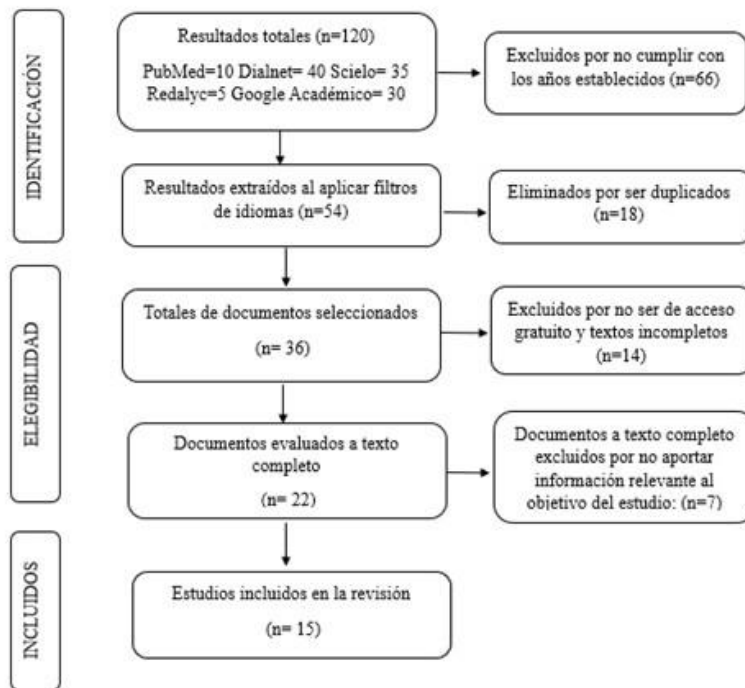 IDENTIFICACIÓN
Resultados totales (n=120)
PubMed=10 Dialnet= 40 Scielo= 35
Redalyc=5 Google Académico= 30
Excluidos por no cumplir con
los años establecidos (n=66)
Resultados extraídos al aplicar filtros
de idiomas (n=54)
Eliminados por ser duplicados
(n=18)
ELEGIBILIDAD
Totales de documentos seleccionados
(n= 36)
Excluidos por no ser de acceso
gratuito y textos incompletos
(n=14)
Documentos evaluados a texto
completo
(n= 22)
Documentos a texto completo
excluidos por no aportar
información relevante al
objetivo del estudio: (n=7)
INCLUIDOS
Estudios incluidos en la revisión
(n= 15)